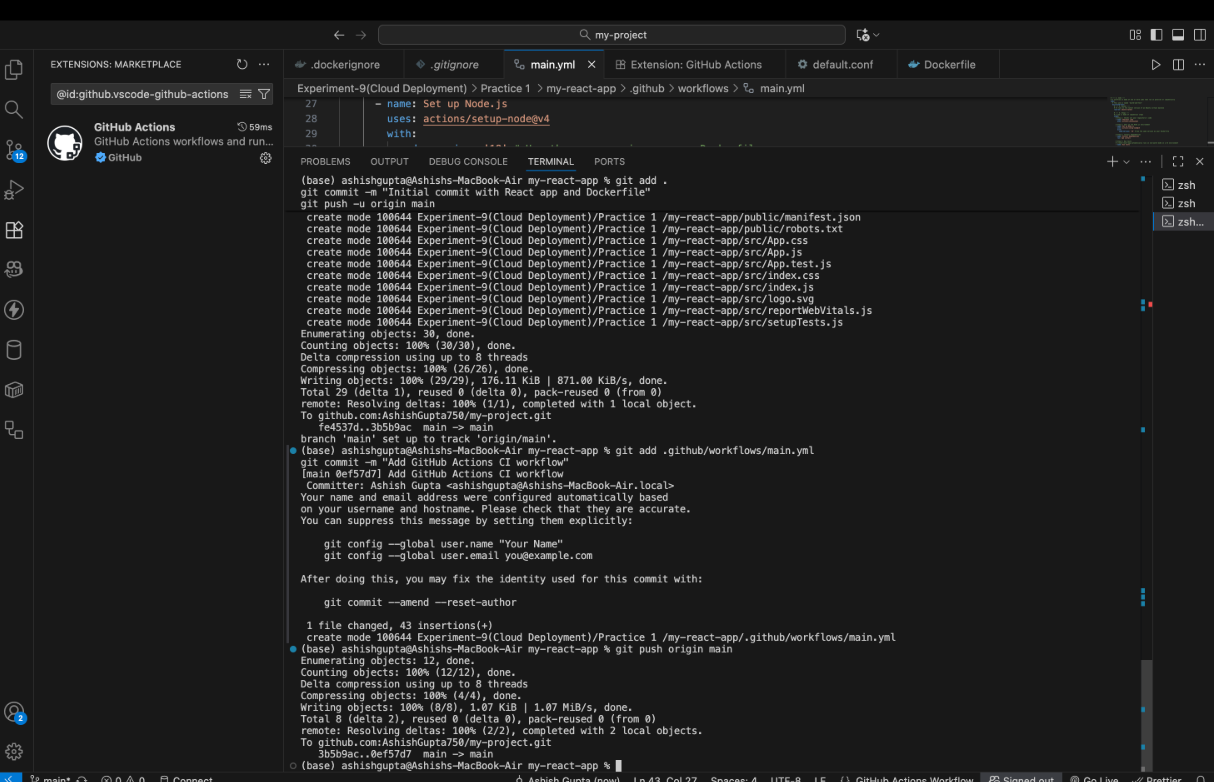 my-project
EXTENSIONS: MARKETPLACE
@id:github.vscode-github-actions
GitHub Actions
59ms
GitHub Actions workflows and run...
GitHub
12
2
.dockerignore
.gitignore
main.yml
Extension: GitHub Actions
default.conf
Dockerfile
Experiment-9(Cloud Deployment) > Practice 1 > my-react-app > .github > workflows > main.yml
27 - name: Set up Node.js
28 uses: actions/setup-node@v4
29 with:
PROBLEMS OUTPUT DEBUG CONSOLE TERMINAL PORTS
zsh
zsh
zsh...
(base) ashishgupta@Ashishs-MacBook-Air my-react-app % git add .
git commit -m "Initial commit with React app and Dockerfile"
git push -u origin main
create mode 100644 Experiment-9(Cloud Deployment)/Practice 1 /my-react-app/public/manifest.json
create mode 100644 Experiment-9(Cloud Deployment)/Practice 1 /my-react-app/public/robots.txt
create mode 100644 Experiment-9(Cloud Deployment)/Practice 1 /my-react-app/src/App.css
create mode 100644 Experiment-9(Cloud Deployment)/Practice 1 /my-react-app/src/App.js
create mode 100644 Experiment-9(Cloud Deployment)/Practice 1 /my-react-app/src/App.test.js
create mode 100644 Experiment-9(Cloud Deployment)/Practice 1 /my-react-app/src/index.css
create mode 100644 Experiment-9(Cloud Deployment)/Practice 1 /my-react-app/src/index.js
create mode 100644 Experiment-9(Cloud Deployment)/Practice 1 /my-react-app/src/logo.svg
create mode 100644 Experiment-9(Cloud Deployment)/Practice 1 /my-react-app/src/reportWebVitals.js
create mode 100644 Experiment-9(Cloud Deployment)/Practice 1 /my-react-app/src/setupTests.js
Enumerating objects: 30, done.
Counting objects: 100% (30/30), done.
Delta compression using up to 8 threads
Compressing objects: 100% (26/26), done.
Writing objects: 100% (29/29), 176.11 KiB | 871.00 KiB/s, done.
Total 29 (delta 1), reused 0 (delta 0), pack-reused 0 (from 0)
remote: Resolving deltas: 100% (1/1), completed with 1 local object.
To github.com:AshishGupta750/my-project.git
fe4537d..3b5b9ac main -> main
branch 'main' set up to track 'origin/main'.
(base) ashishgupta@Ashishs-MacBook-Air my-react-app % git add .github/workflows/main.yml
git commit -m "Add GitHub Actions CI workflow"
[main 0ef57d7] Add GitHub Actions CI workflow
Committer: Ashish Gupta <ashishgupta@Ashishs-MacBook-Air.local>
Your name and email address were configured automatically based
on your username and hostname. Please check that they are accurate.
You can suppress this message by setting them explicitly:
git config --global user.name "Your Name"
git config --global user.email you@example.com
After doing this, you may fix the identity used for this commit with:
git commit --amend --reset-author
1 file changed, 43 insertions(+)
create mode 100644 Experiment-9(Cloud Deployment)/Practice 1 /my-react-app/.github/workflows/main.yml
(base) ashishgupta@Ashishs-MacBook-Air my-react-app % git push origin main
Enumerating objects: 12, done.
Counting objects: 100% (12/12), done.
Delta compression using up to 8 threads
Compressing objects: 100% (4/4), done.
Writing objects: 100% (8/8), 1.07 KiB | 1.07 MiB/s, done.
Total 8 (delta 2), reused 0 (delta 0), pack-reused 0 (from 0)
remote: Resolving deltas: 100% (2/2), completed with 2 local objects.
To github.com:AshishGupta750/my-project.git
3b5b9ac..0ef57d7 main -> main
(base) ashishgupta@Ashishs-MacBook-Air my-react-app %
main* 0 0 Connect Ashish Gupta (now) Ln 43, Col 27 Spaces: 4 UTF-8 LF {} GitHub Actions Workflow Signed out Go Live Prettier